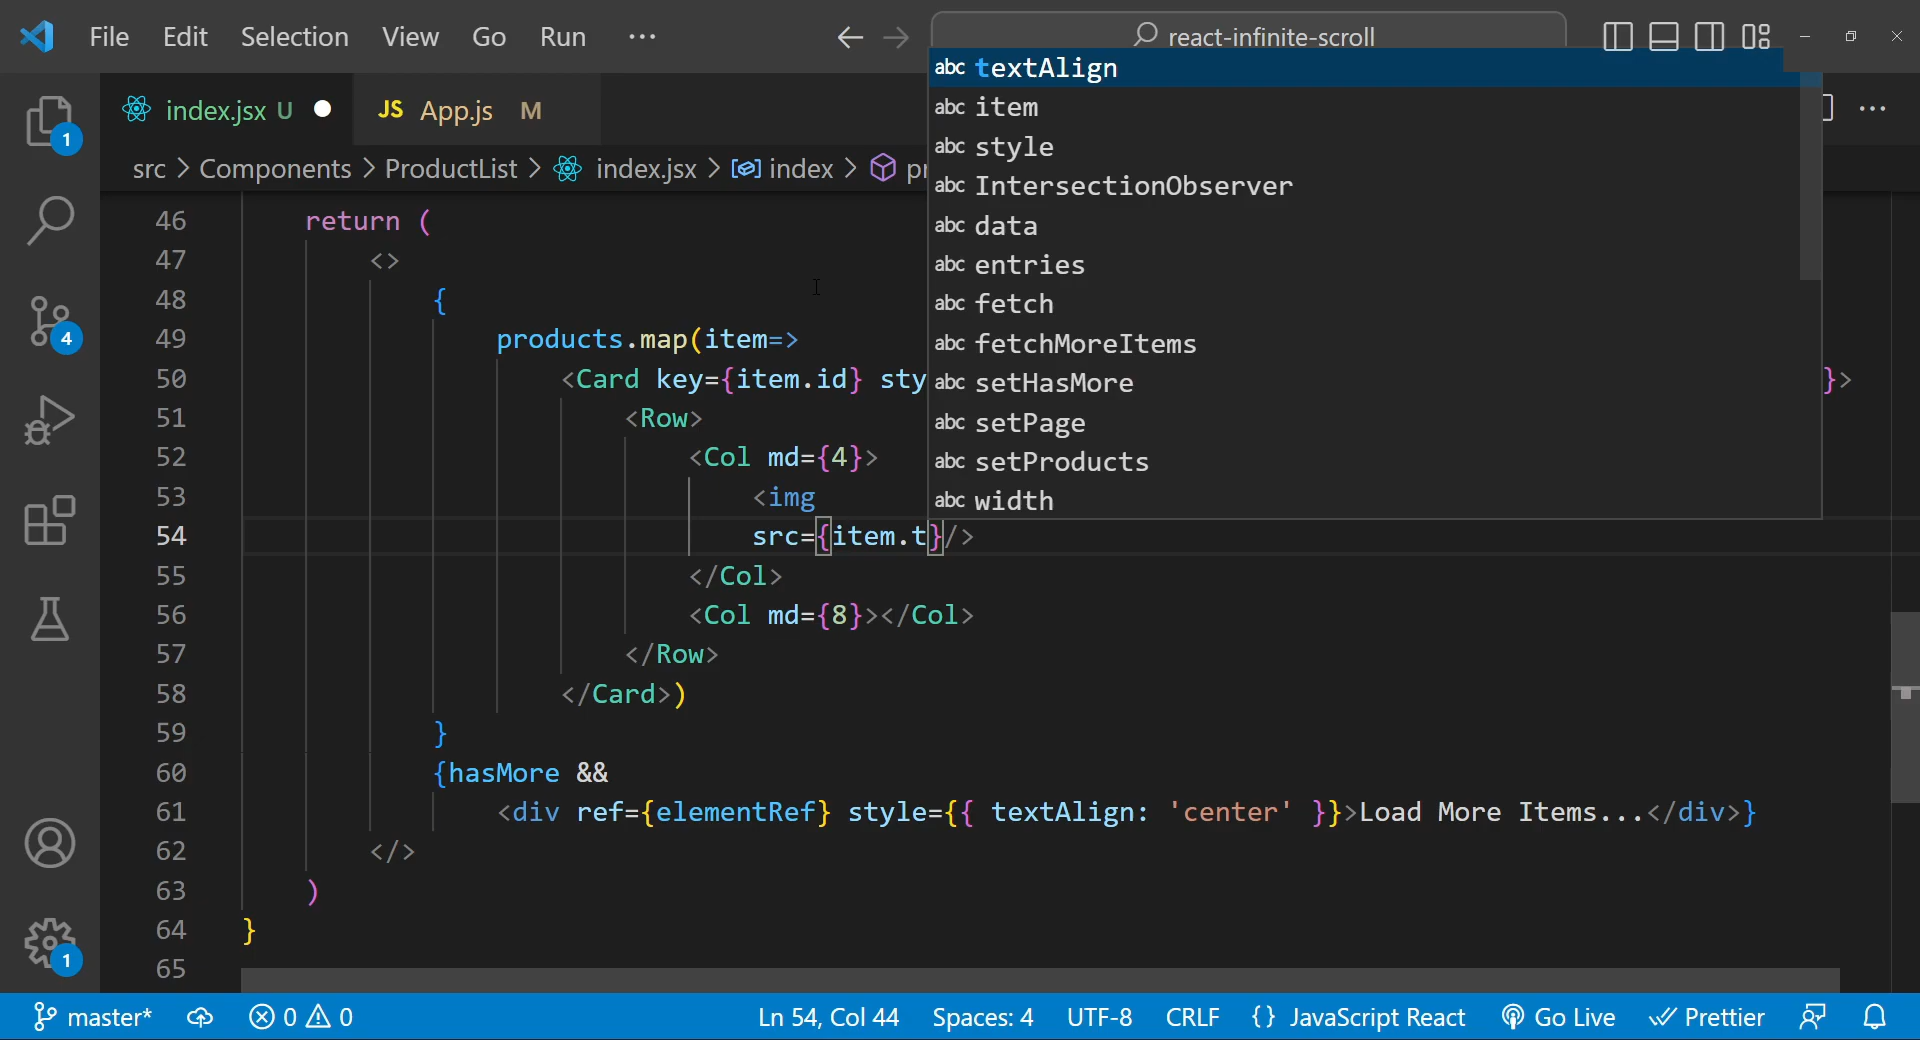 File Edit Selection View Go Run ··· react-infinite-scroll
index.jsx U JS App.js M
src > Components > ProductList > index.jsx > index >
abc textAlign
abc item
abc style
abc IntersectionObserver
abc data
abc entries
abc fetch
abc fetchMoreItems
abc setHasMore
abc setPage
abc setProducts
abc width
46 return (
47 <>
48 {
49 products.map(item=>
50 <Card key={item.id} sty }>
51 <Row>
52 <Col md={4}>
53 <img
54 src={item.t}/>
55 </Col>
56 <Col md={8}></Col>
57 </Row>
58 </Card>)
59 }
60 {hasMore &&
61 <div ref={elementRef} style={{ textAlign: 'center' }}>Load More Items...</div>}
62 </>
63 )
64 }
65
1
4
1
master* 0 0 Ln 54, Col 44 Spaces: 4 UTF-8 CRLF {} JavaScript React Go Live Prettier